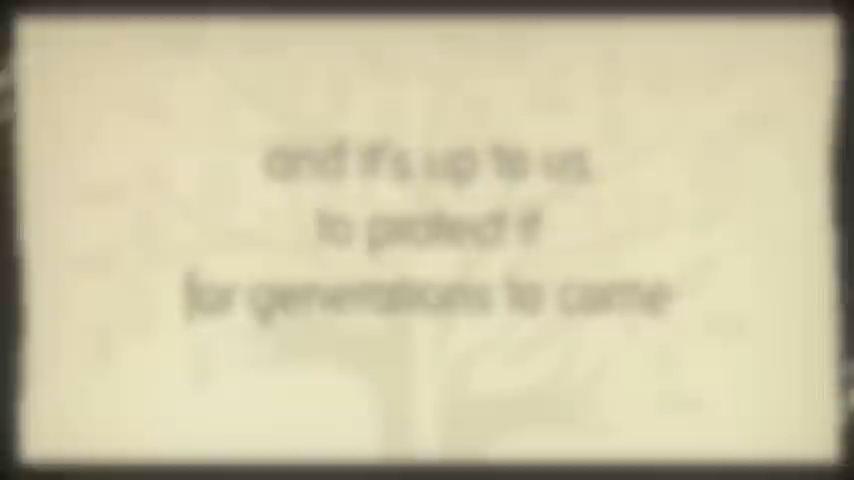 and it's up to us
to protect it
for generations to come